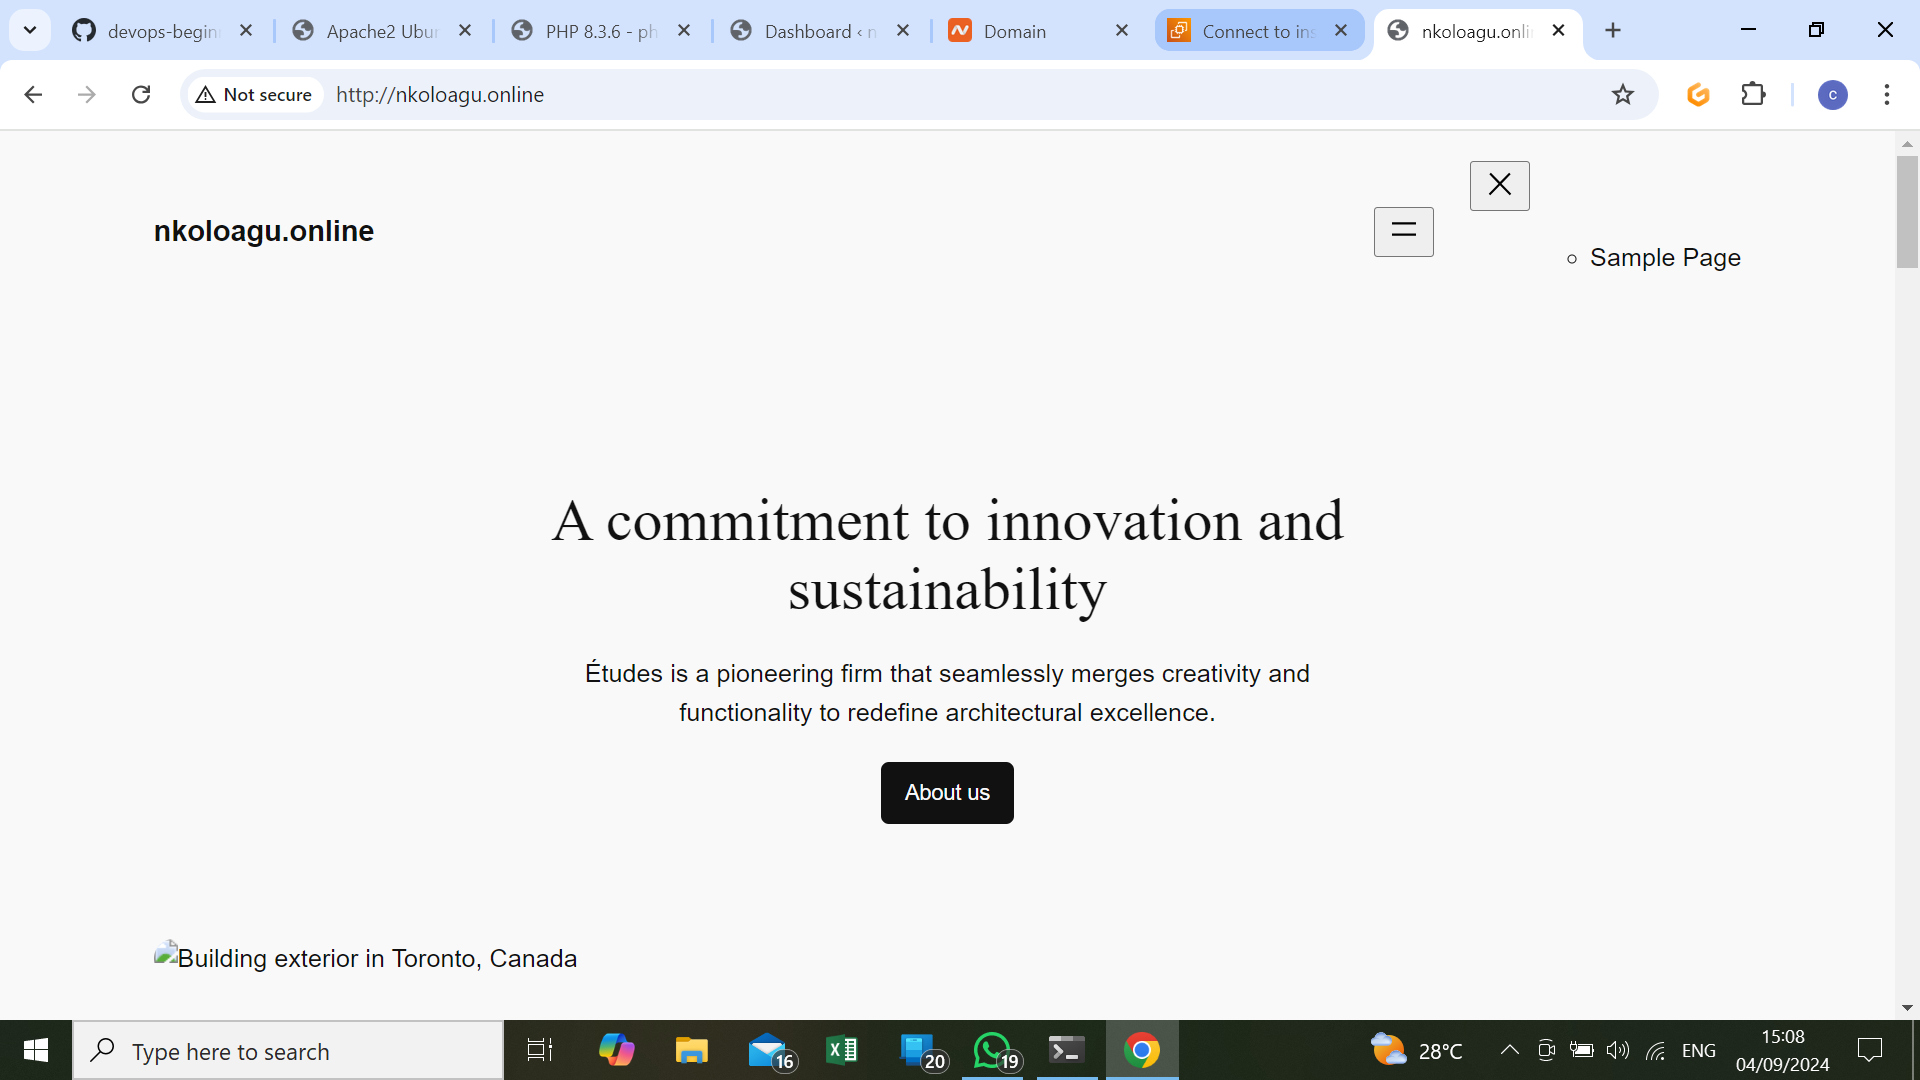 devops-begin
Apache2 Ubu
PHP 8.3.6 - ph
Dashboard ‹ n
Domain
Connect to ins
nkoloagu.onli
Not secure
http://nkoloagu.online
c
nkoloagu.online
Sample Page
A commitment to innovation and
sustainability
Études is a pioneering firm that seamlessly merges creativity and
functionality to redefine architectural excellence.
About us
Building exterior in Toronto, Canada
Type here to search
16
20
19
28°C
ENG
15:08
04/09/2024